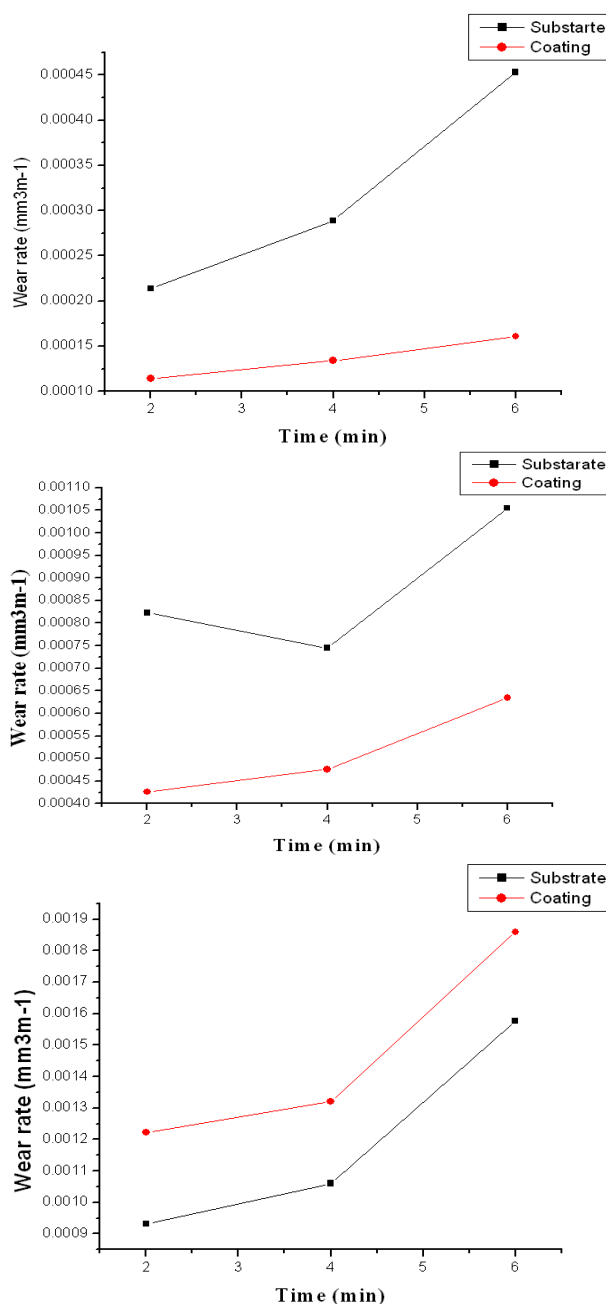 Substarte
Coating
0.00045
0.00040
0.00035
0.00030
0.00025
0.00020
0.00015
0.00010
Wear rate (mm3m-1)
2 3 4 5 6
Time (min)
Substarate
Coating
0.00110
0.00105
0.00100
0.00095
0.00090
0.00085
0.00080
0.00075
0.00070
0.00065
0.00060
0.00055
0.00050
0.00045
0.00040
Wear rate (mm3m-1)
2 3 4 5 6
Time (min)
Substrate
Coating
0.0019
0.0018
0.0017
0.0016
0.0015
0.0014
0.0013
0.0012
0.0011
0.0010
0.0009
Wear rate (mm3m-1)
2 3 4 5 6
Time (min)